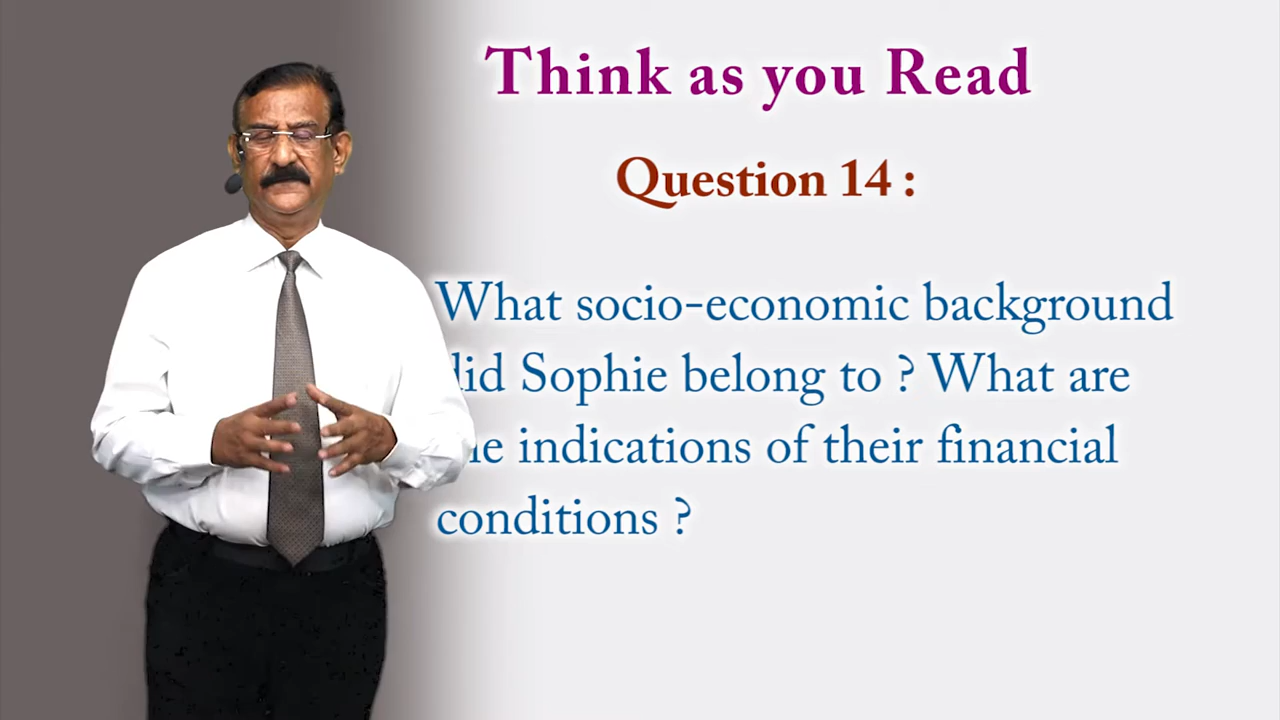 Think as you Read
Question 14 :
What socio-economic background
did Sophie belong to ? What are
indications of their financial
conditions ?